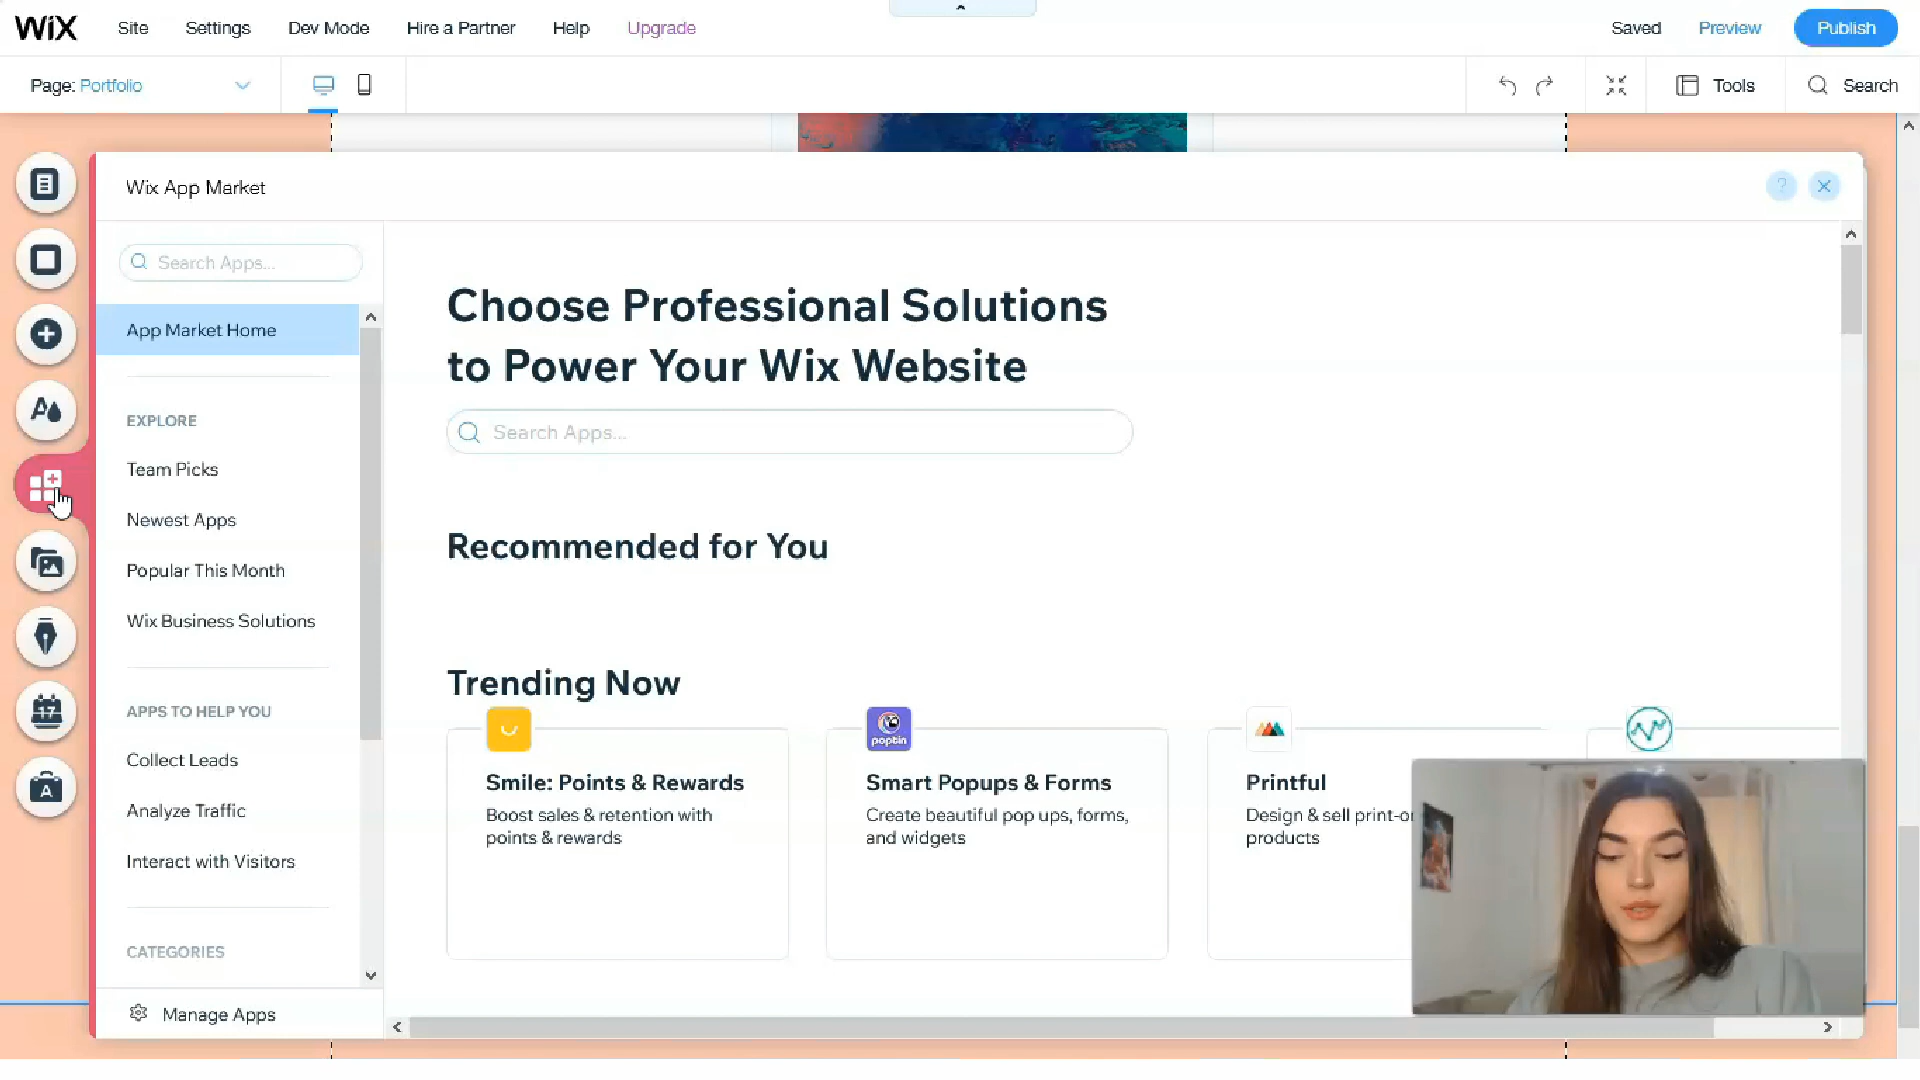 WiX
Site
Settings
Dev Mode
Hire a Partner
Help
Upgrade
Saved
Preview
Publish
Page: Portfolio
Tools
Search
Wix App Market
?
Search Apps...
App Market Home
EXPLORE
Team Picks
Newest Apps
Popular This Month
Wix Business Solutions
APPS TO HELP YOU
Collect Leads
Analyze Traffic
Interact with Visitors
CATEGORIES
Manage Apps
17
A
Choose Professional Solutions
to Power Your Wix Website
Search Apps...
Recommended for You
Trending Now
Smile: Points & Rewards
Boost sales & retention with
points & rewards
poptin
Smart Popups & Forms
Create beautiful pop ups, forms,
and widgets
Printful
Design & sell print-or
products